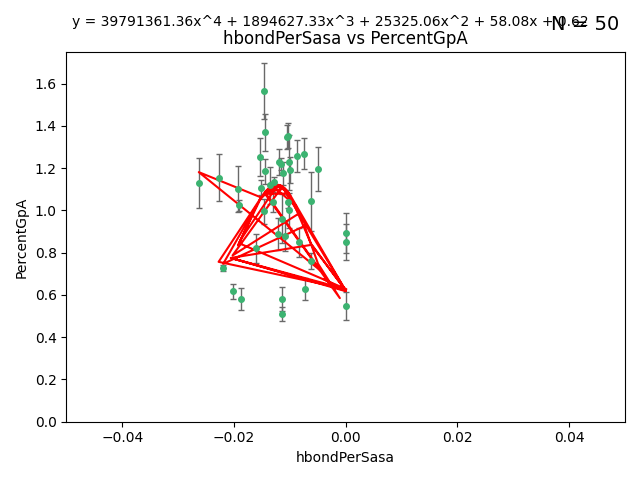 y = 39791361.36x^4 + 1894627.33x^3 + 25325.06x^2 + 58.08x + 0.62
N = 50
hbondPerSasa vs PercentGpA
1.6
1.4
1.2
1.0
0.8
0.6
0.4
0.2
0.0
PercentGpA
−0.04 −0.02 0.00 0.02 0.04
hbondPerSasa